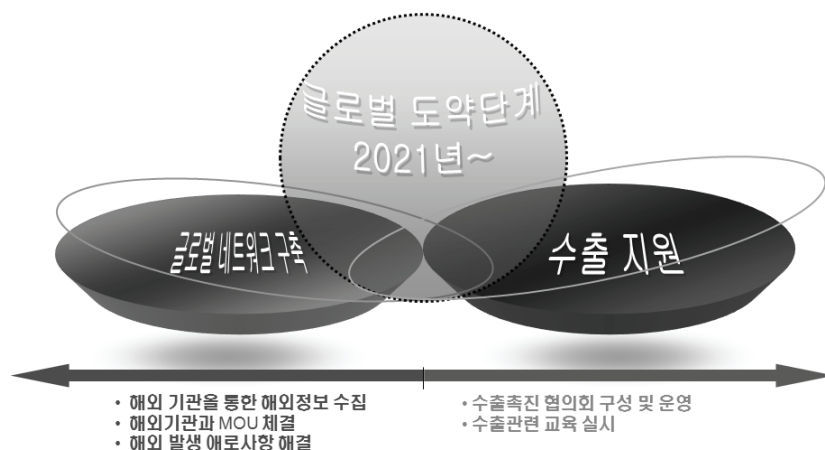 글로벌 도약단계
2021년~
글로벌 네트워크 구축
수출 지원
• 해외 기관을 통한 해외정보 수집
• 해외기관과 MOU 체결
• 해외 발생 애로사항 해결
• 수출촉진 협의회 구성 및 운영
• 수출관련 교육 실시